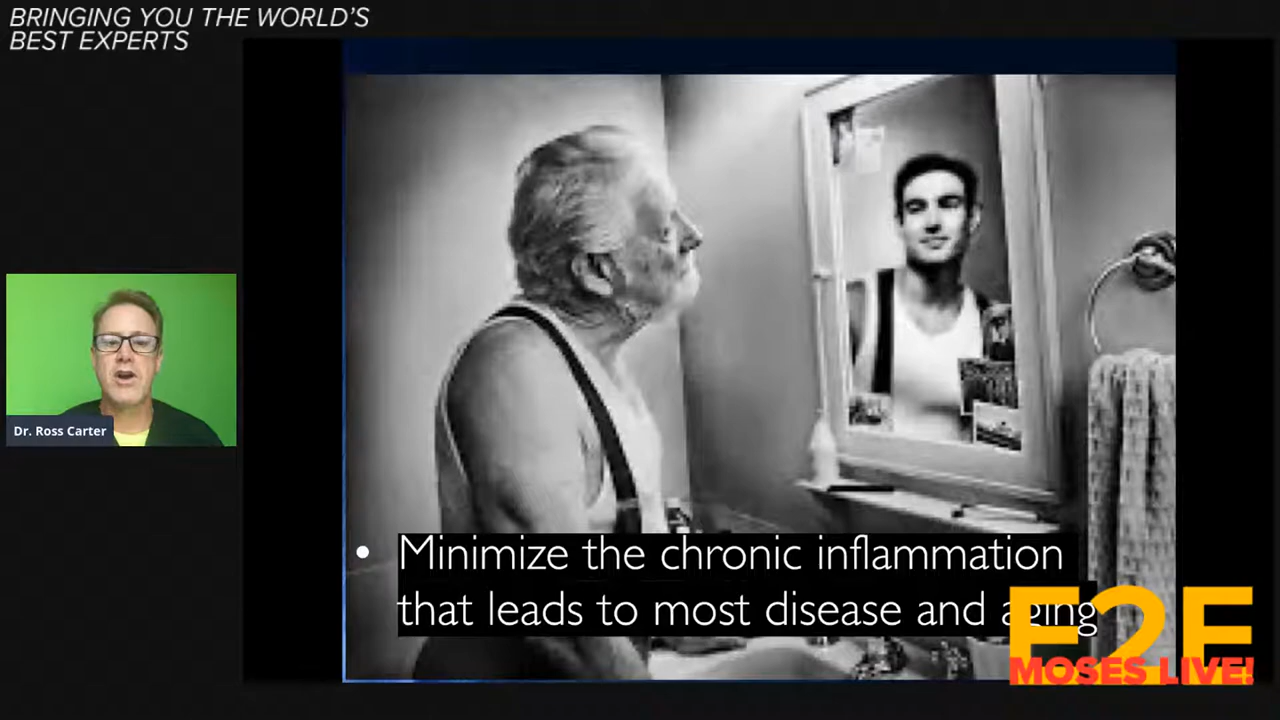 BRINGING YOU THE WORLD'S
BEST EXPERTS
Dr. Ross Carter
• Minimize the chronic inflammation
that leads to most disease and aging
F2F
MOSES LIVE!